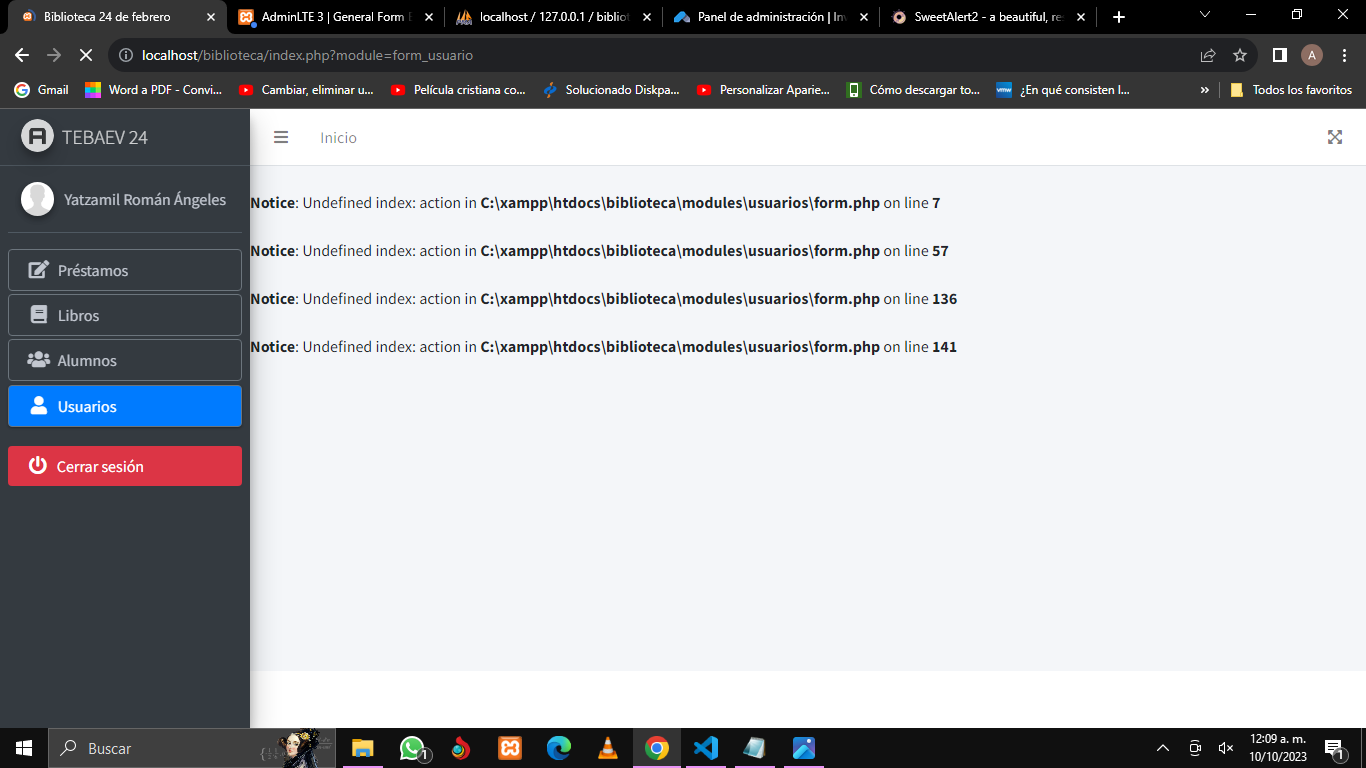 Biblioteca 24 de febrero
AdminLTE 3 | General Form E
localhost / 127.0.0.1 / bibliot
Panel de administración | Inv
SweetAlert2 - a beautiful, re
localhost/biblioteca/index.php?module=form_usuario
A
Gmail
Word a PDF - Convi...
Cambiar, eliminar u...
Película cristiana co...
Solucionado Diskpa...
Personalizar Aparie...
Cómo descargar to...
vmw
¿En qué consisten l...
»
Todos los favoritos
TEBAEV 24
Inicio
Yatzamil Román Ángeles
Préstamos
Libros
Alumnos
Usuarios
Cerrar sesión
Notice: Undefined index: action in C:\xampp\htdocs\biblioteca\modules\usuarios\form.php on line 7
Notice: Undefined index: action in C:\xampp\htdocs\biblioteca\modules\usuarios\form.php on line 57
Notice: Undefined index: action in C:\xampp\htdocs\biblioteca\modules\usuarios\form.php on line 136
Notice: Undefined index: action in C:\xampp\htdocs\biblioteca\modules\usuarios\form.php on line 141
Buscar
1
12:09 a. m.
10/10/2023
1